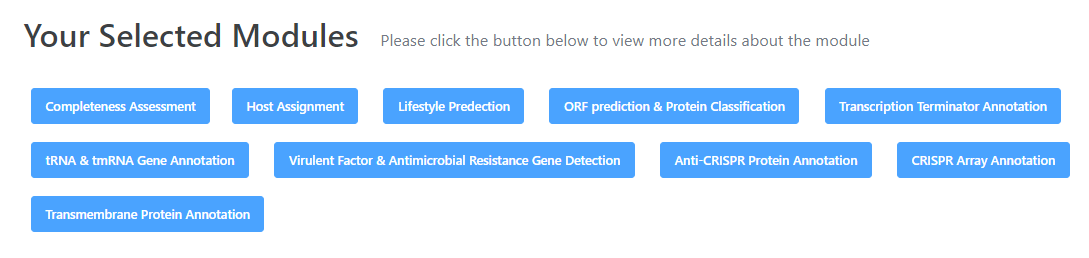 Your Selected Modules Please click the button below to view more details about the module
Completeness Assessment Host Assignment Lifestyle Predection ORF prediction & Protein Classification Transcription Terminator Annotation
tRNA & tmRNA Gene Annotation Virulent Factor & Antimicrobial Resistance Gene Detection Anti-CRISPR Protein Annotation CRISPR Array Annotation
Transmembrane Protein Annotation